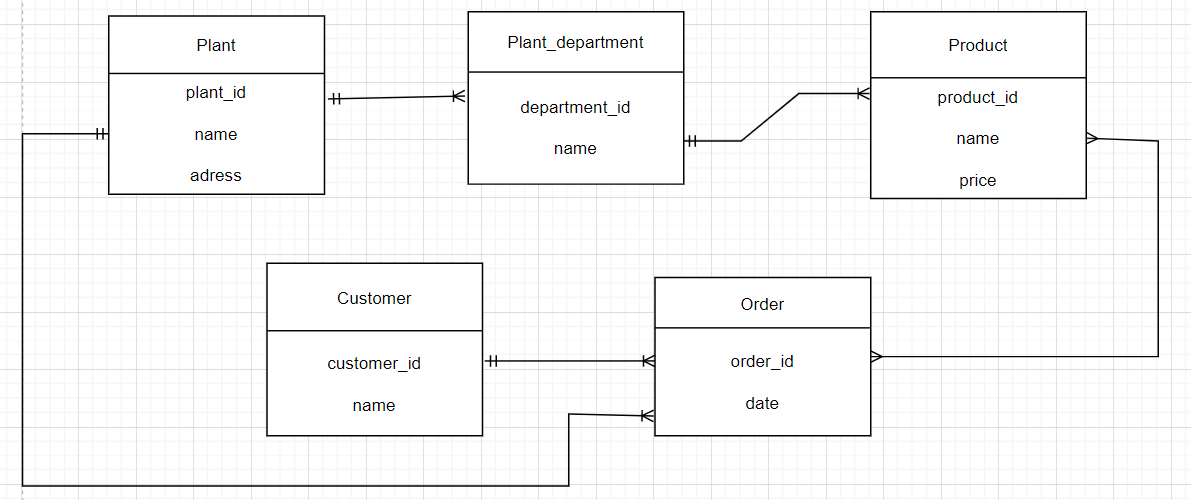 Plant
plant_id
name
adress
Plant_department
department_id
name
Product
product_id
name
price
Customer
customer_id
name
Order
order_id
date